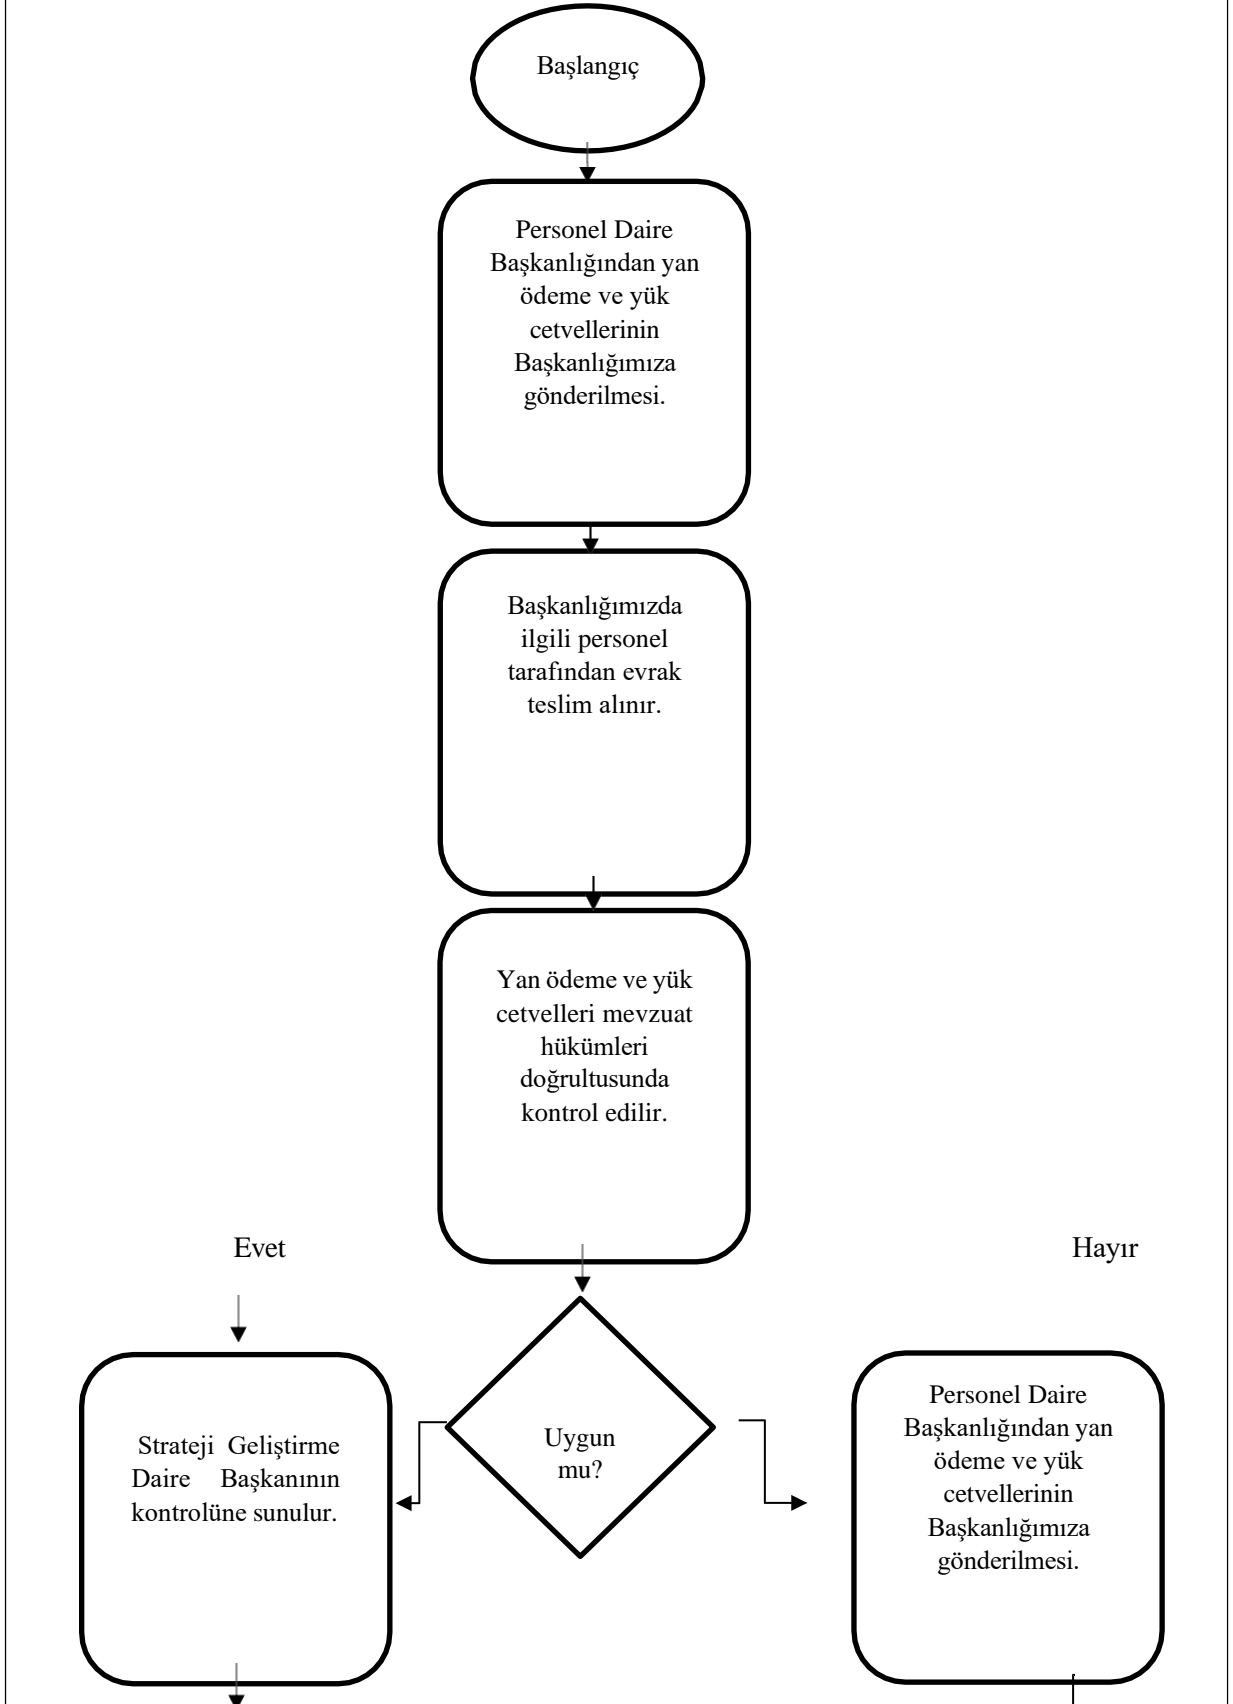 Başlangıç
Personel Daire
Başkanlığından yan
ödeme ve yük
cetvellerinin
Başkanlığımıza
gönderilmesi.
Başkanlığımızda
ilgili personel
tarafından evrak
teslim alınır.
Yan ödeme ve yük
cetvelleri mevzuat
hükümleri
doğrultusunda
kontrol edilir.
Evet
Hayır
Strateji Geliştirme
Daire Başkanının
kontrolüne sunulur.
Uygun
mu?
Personel Daire
Başkanlığından yan
ödeme ve yük
cetvellerinin
Başkanlığımıza
gönderilmesi.